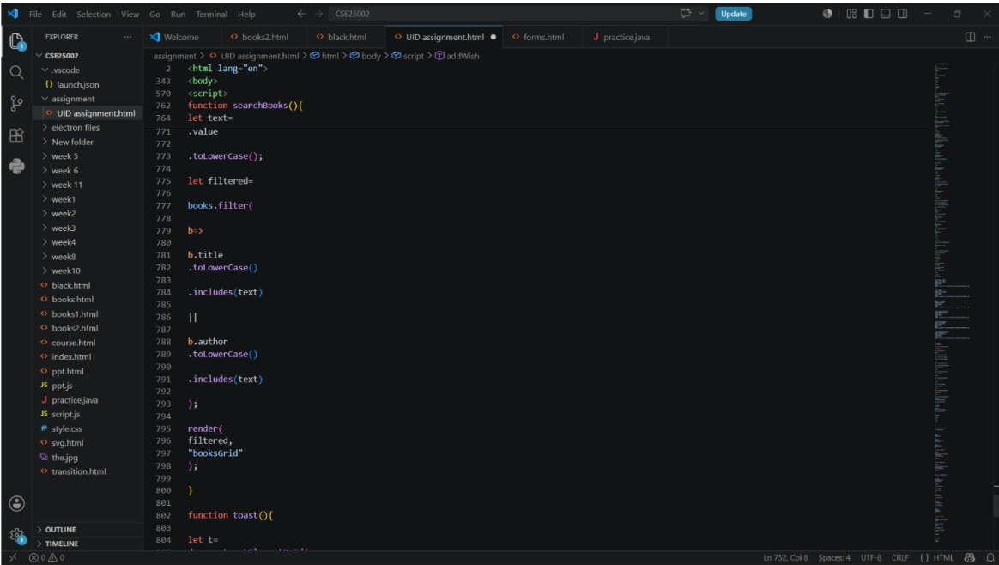 File Edit Selection View Go Run Terminal Help
CSE25002
Update
EXPLORER
Welcome
books2.html
black.html
UID assignment.html
forms.html
practice.java
assignment > UID assignment.html > html > body > script > addWish
CSE25002
.vscode
launch.json
assignment
UID assignment.html
electron files
New folder
week 5
week 6
week 11
week1
week2
week3
week4
week8
week10
black.html
books.html
books1.html
books2.html
course.html
index.html
ppt.html
JS ppt.js
J practice.java
JS script.js
# style.css
svg.html
the.jpg
transition.html
OUTLINE
TIMELINE
2 <html lang="en">
343 <body>
570 <script>
762 function searchBooks(){
764 let text=
771 .value
772
773 .toLowerCase();
774
775 let filtered=
776
777 books.filter(
778
779 b=>
780
781 b.title
782 .toLowerCase()
783
784 .includes(text)
785
786 ||
787
788 b.author
789 .toLowerCase()
790
791 .includes(text)
792
793 );
794
795 render(
796 filtered,
797 "booksGrid"
798 );
799
800 }
801
802 function toast(){
803
804 let t=
0 0
Ln 752, Col 8 Spaces: 4 UTF-8 CRLF {} HTML